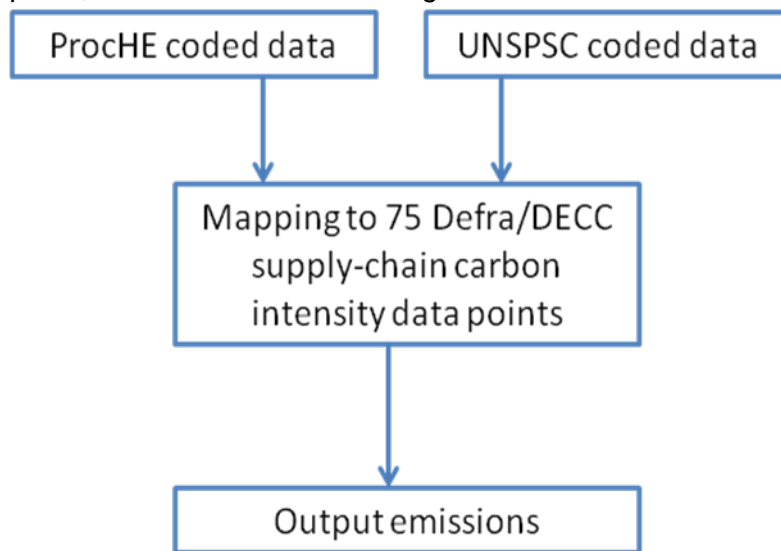 ProcHE coded data
UNSPSC coded data
Mapping to 75 Defra/DECC
supply-chain carbon
intensity data points
Output emissions